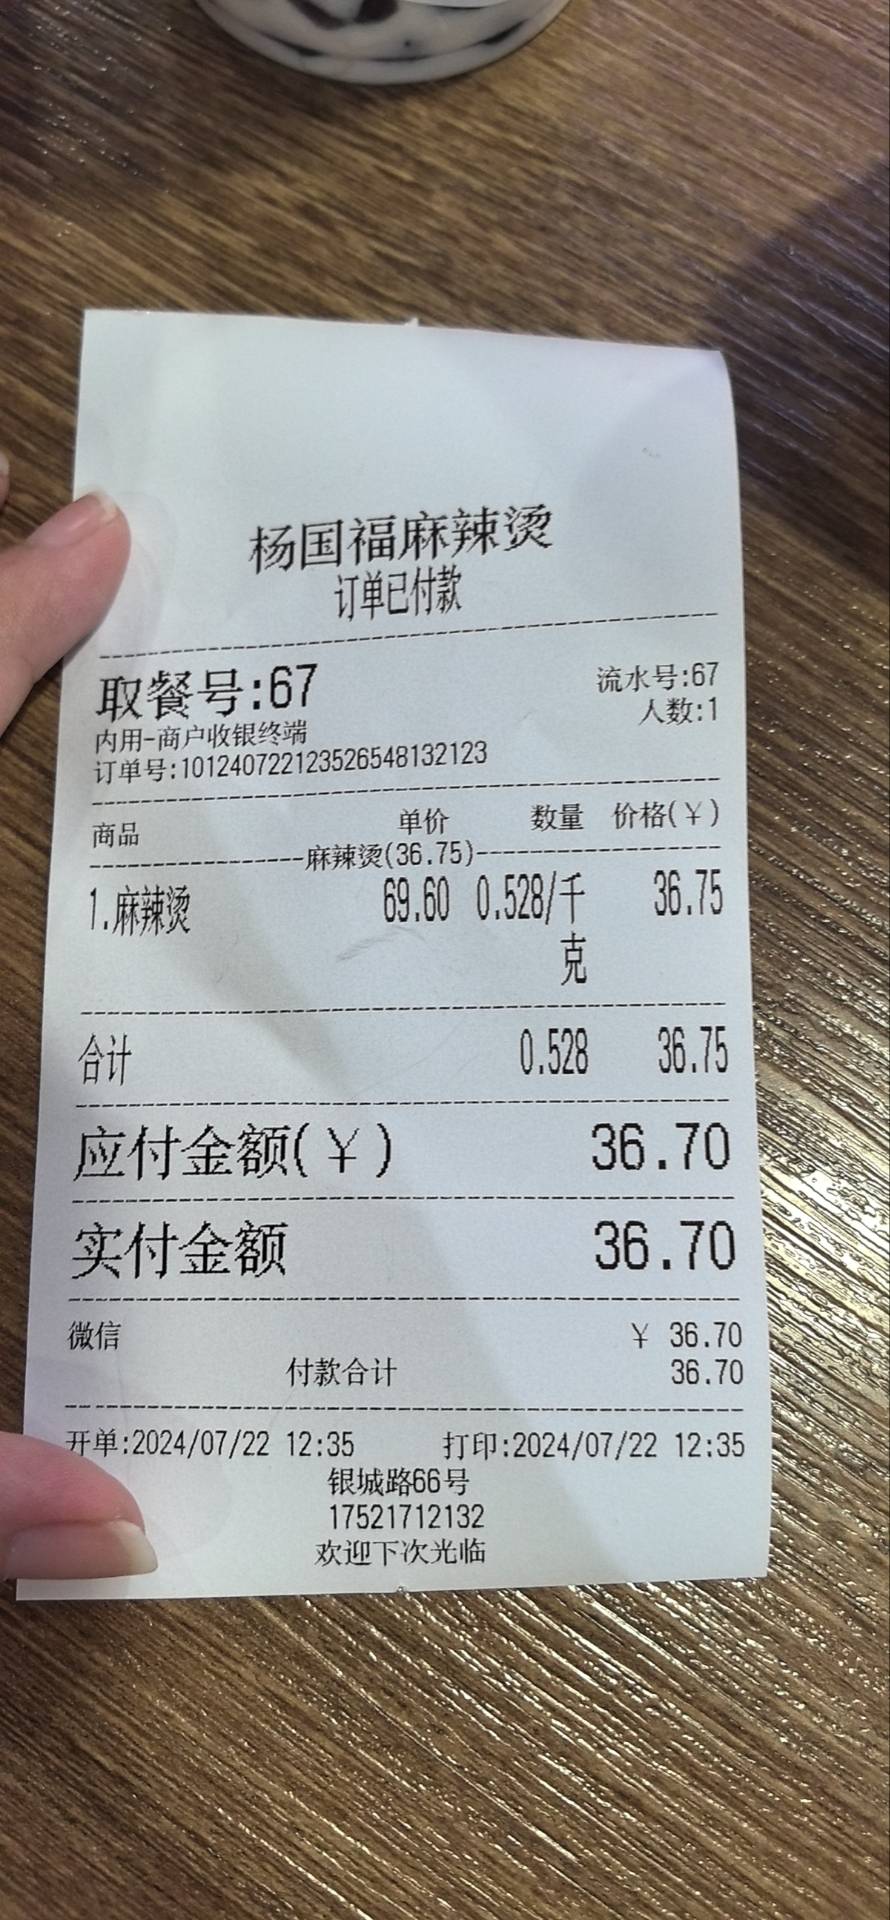 杨国福麻辣烫
订单已付款
取餐号:67 流水号:67
人数:1
内用-商户收银终端
订单号:101240722123526548132123
商品 单价 数量 价格(￥)
麻辣烫(36.75)
1.麻辣烫 69.60 0.528/千克 36.75
合计 0.528 36.75
应付金额(￥) 36.70
实付金额 36.70
微信 ￥ 36.70
付款合计 36.70
开单:2024/07/22 12:35 打印:2024/07/22 12:35
银城路66号
17521712132
欢迎下次光临